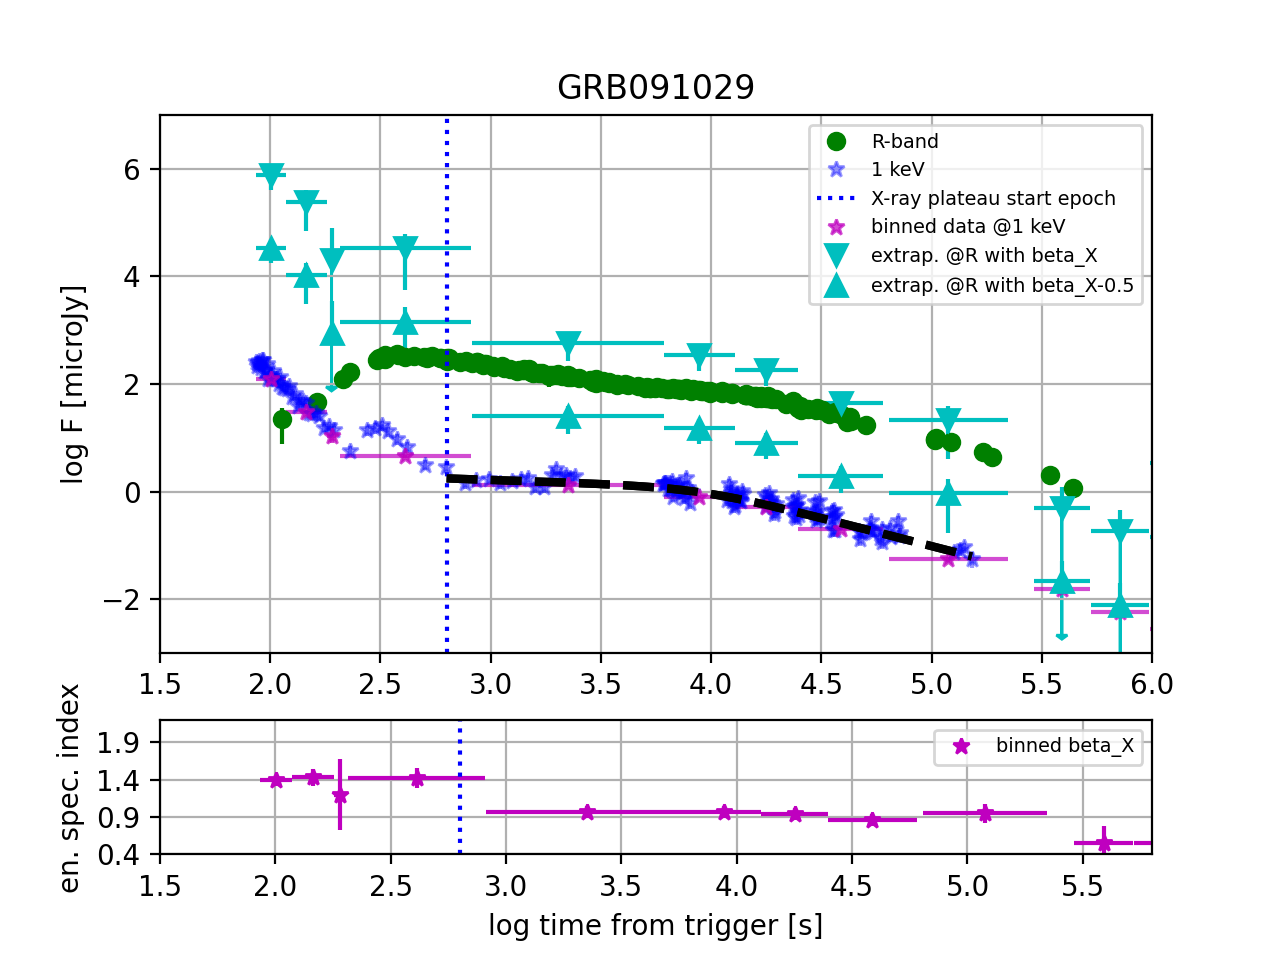 GRB091029
log F [microJy]
6
4
2
0
−2
R-band
1 keV
X-ray plateau start epoch
binned data @1 keV
extrap. @R with beta_X
extrap. @R with beta_X-0.5
1.5 2.0 2.5 3.0 3.5 4.0 4.5 5.0 5.5 6.0
en. spec. index
1.9
1.4
0.9
0.4
binned beta_X
1.5 2.0 2.5 3.0 3.5 4.0 4.5 5.0 5.5
log time from trigger [s]